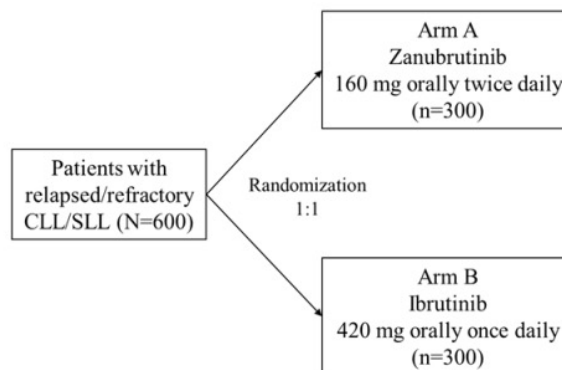 Arm A
Zanubrutinib
160 mg orally twice daily
(n=300)
Patients with
relapsed/refractory
CLL/SLL (N=600)
Randomization
1:1
Arm B
Ibrutinib
420 mg orally once daily
(n=300)